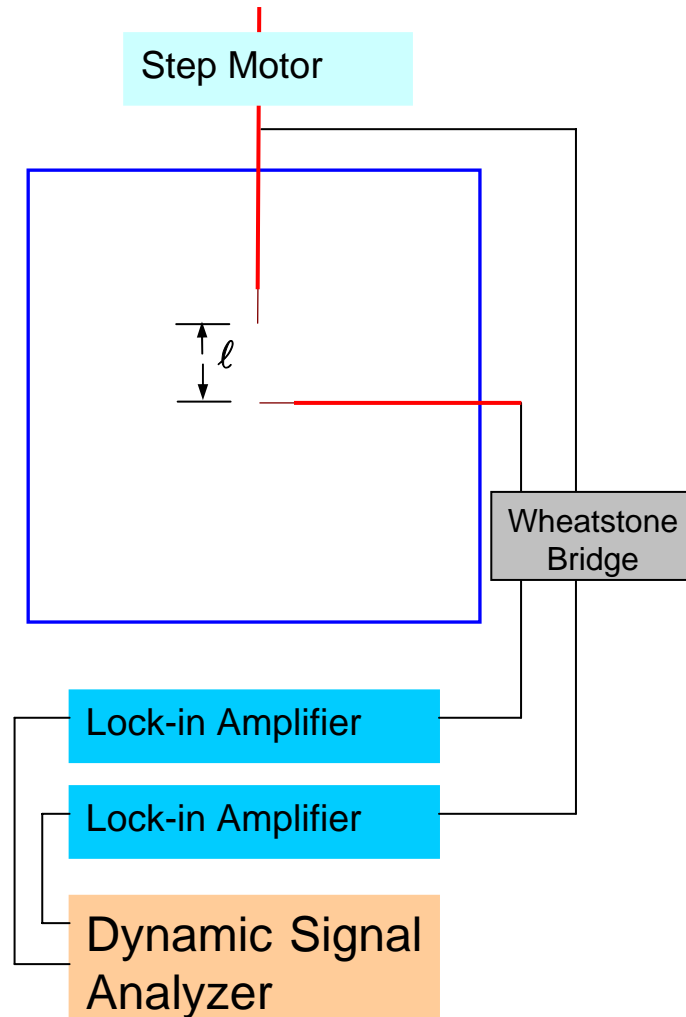 Step Motor
ℓ
Wheatstone
Bridge
Lock-in Amplifier
Lock-in Amplifier
Dynamic Signal
Analyzer